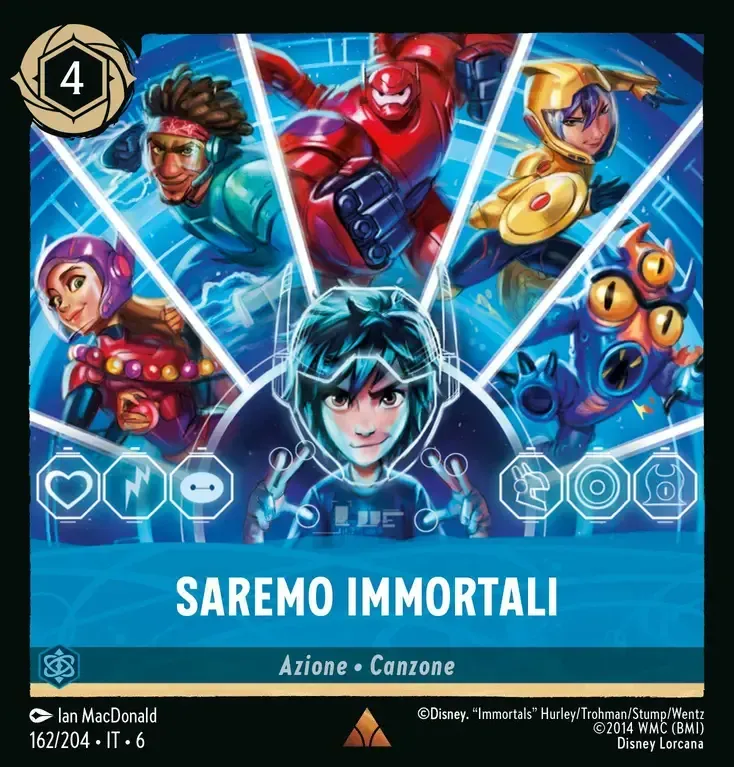 4
SAREMO IMMORTALI
Azione • Canzone
Ian MacDonald
162/204 • IT • 6
©Disney. “Immortals” Hurley/Trohman/Stump/Wentz
©2014 WMC (BMI)
Disney Lorcana